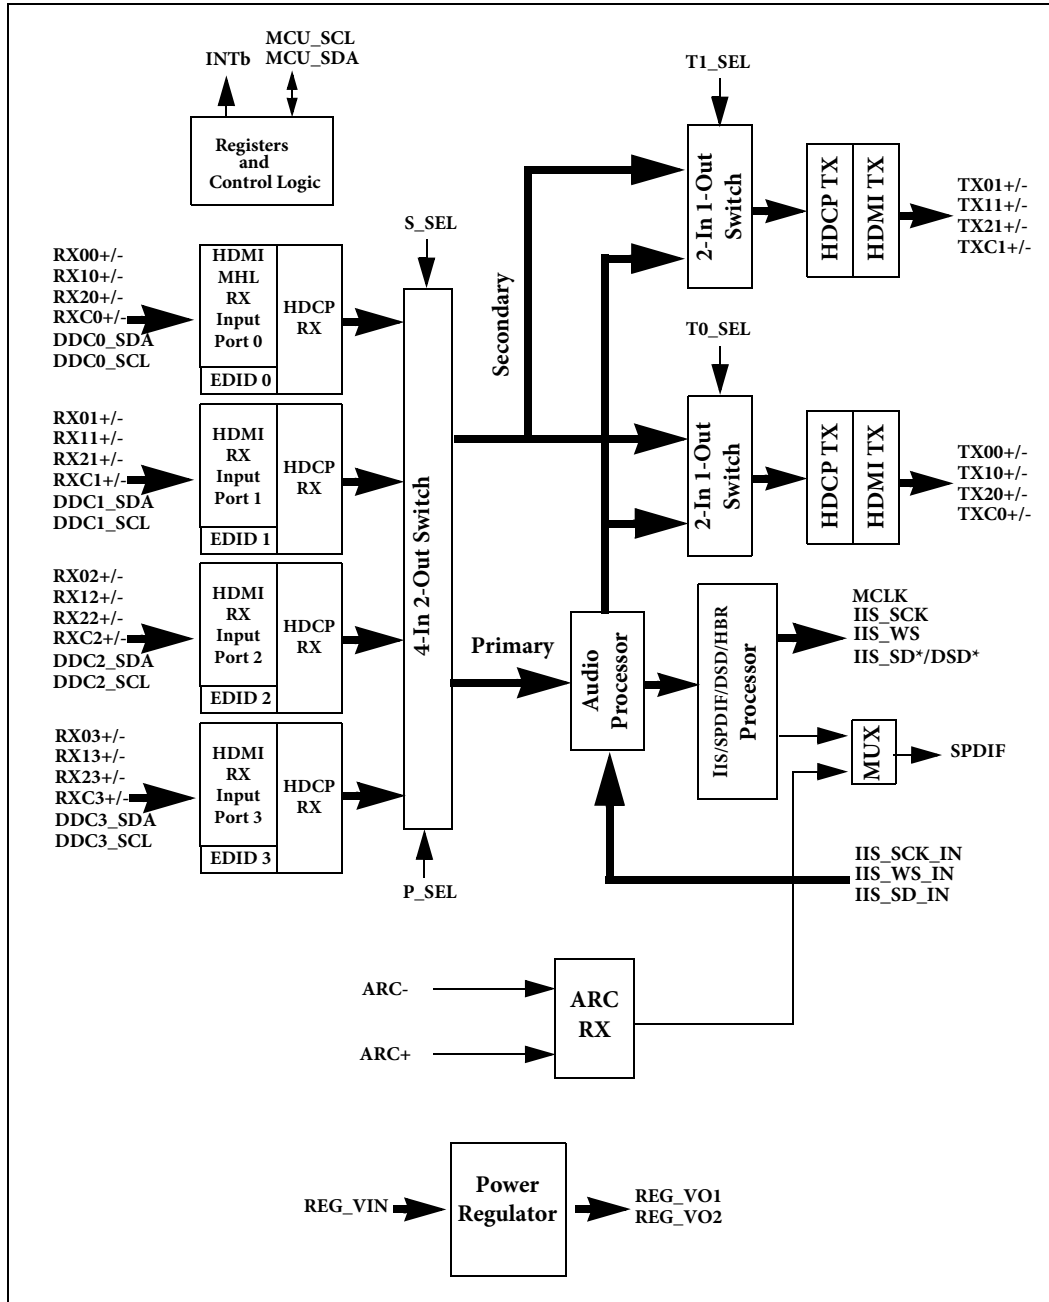 MCU_SCL
INTb
MCU_SDA
Registers
and
Control Logic
T1_SEL
2-In 1-Out
Switch
HDCP TX
HDMI TX
TX01+/-
TX11+/-
TX21+/-
TXC1+/-
S_SEL
RX00+/-
RX10+/-
RX20+/-
RXC0+/-
DDC0_SDA
DDC0_SCL
HDMI
MHL
RX
Input
Port 0
HDCP
RX
EDID 0
RX01+/-
RX11+/-
RX21+/-
RXC1+/-
DDC1_SDA
DDC1_SCL
HDMI
RX
Input
Port 1
HDCP
RX
EDID 1
RX02+/-
RX12+/-
RX22+/-
RXC2+/-
DDC2_SDA
DDC2_SCL
HDMI
RX
Input
Port 2
HDCP
RX
EDID 2
RX03+/-
RX13+/-
RX23+/-
RXC3+/-
DDC3_SDA
DDC3_SCL
HDMI
RX
Input
Port 3
HDCP
RX
EDID 3
4-In 2-Out Switch
P_SEL
Secondary
Primary
T0_SEL
2-In 1-Out
Switch
HDCP TX
HDMI TX
TX00+/-
TX10+/-
TX20+/-
TXC0+/-
Audio
Processor
IIS/SPDIF/DSD/HBR
Processor
MCLK
IIS_SCK
IIS_WS
IIS_SD*/DSD*
MUX
SPDIF
IIS_SCK_IN
IIS_WS_IN
IIS_SD_IN
ARC-
ARC+
ARC
RX
REG_VIN
Power
Regulator
REG_VO1
REG_VO2